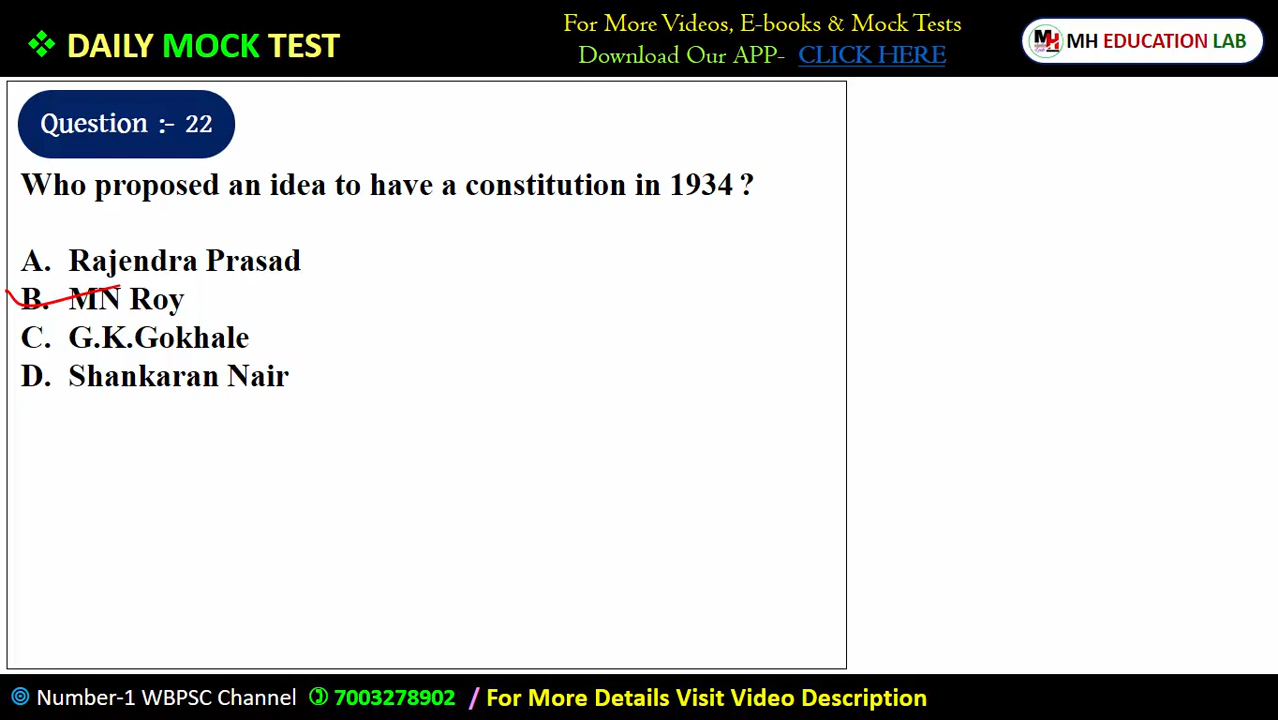 ❖ DAILY MOCK TEST
For More Videos, E-books & Mock Tests
Download Our APP- CLICK HERE
MH EDUCATION LAB
Question :- 22
Who proposed an idea to have a constitution in 1934 ?
A. Rajendra Prasad
B. MN Roy
C. G.K.Gokhale
D. Shankaran Nair
Number-1 WBPSC Channel 7003278902 / For More Details Visit Video Description